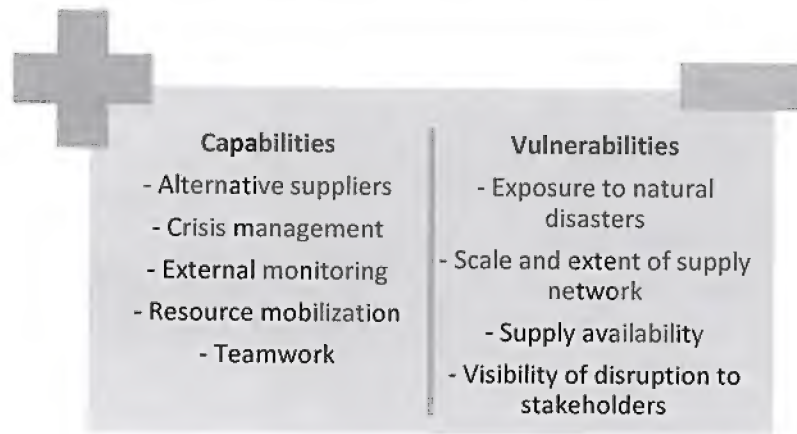 Capabilities
- Alternative suppliers
- Crisis management
- External monitoring
- Resource mobilization
- Teamwork
Vulnerabilities
- Exposure to natural
disasters
- Scale and extent of supply
network
- Supply availability
- Visibility of disruption to
stakeholders